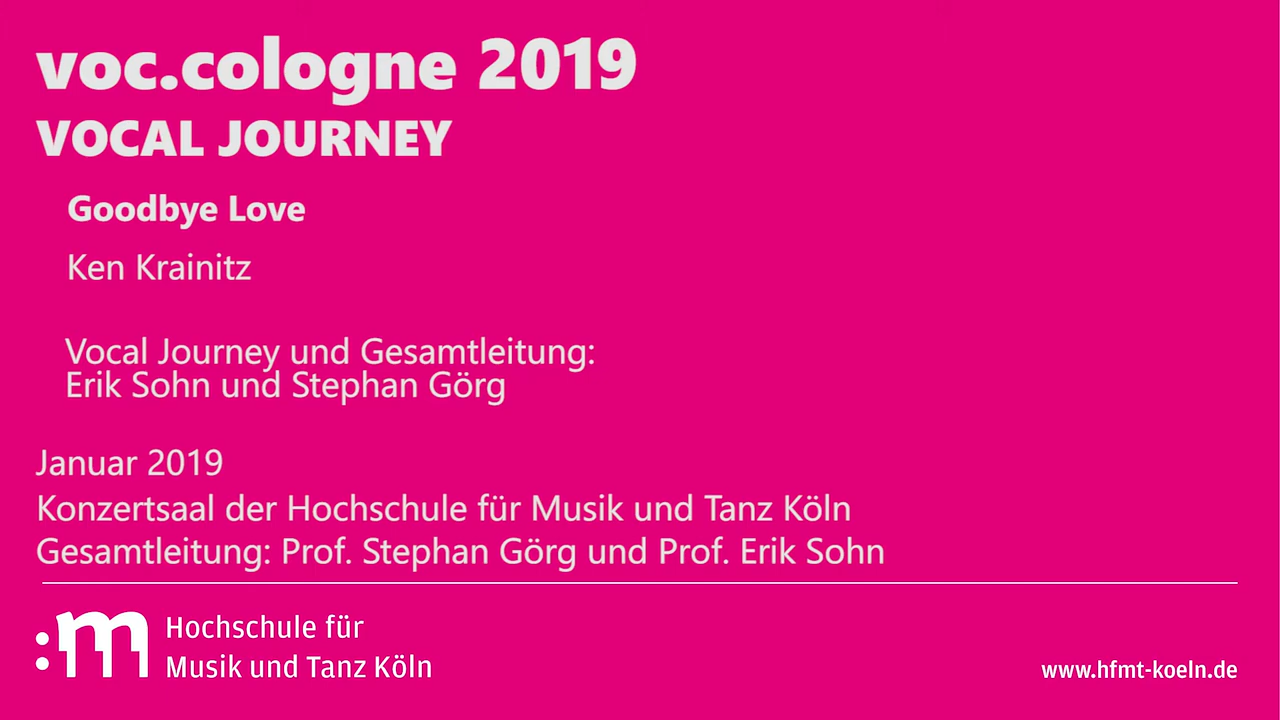 voc.cologne 2019
VOCAL JOURNEY
Goodbye Love
Ken Krainitz
Vocal Journey und Gesamtleitung:
Erik Sohn und Stephan Görg
Januar 2019
Konzertsaal der Hochschule für Musik und Tanz Köln
Gesamtleitung: Prof. Stephan Görg und Prof. Erik Sohn
:m
Hochschule für
Musik und Tanz Köln
www.hfmt-koeln.de